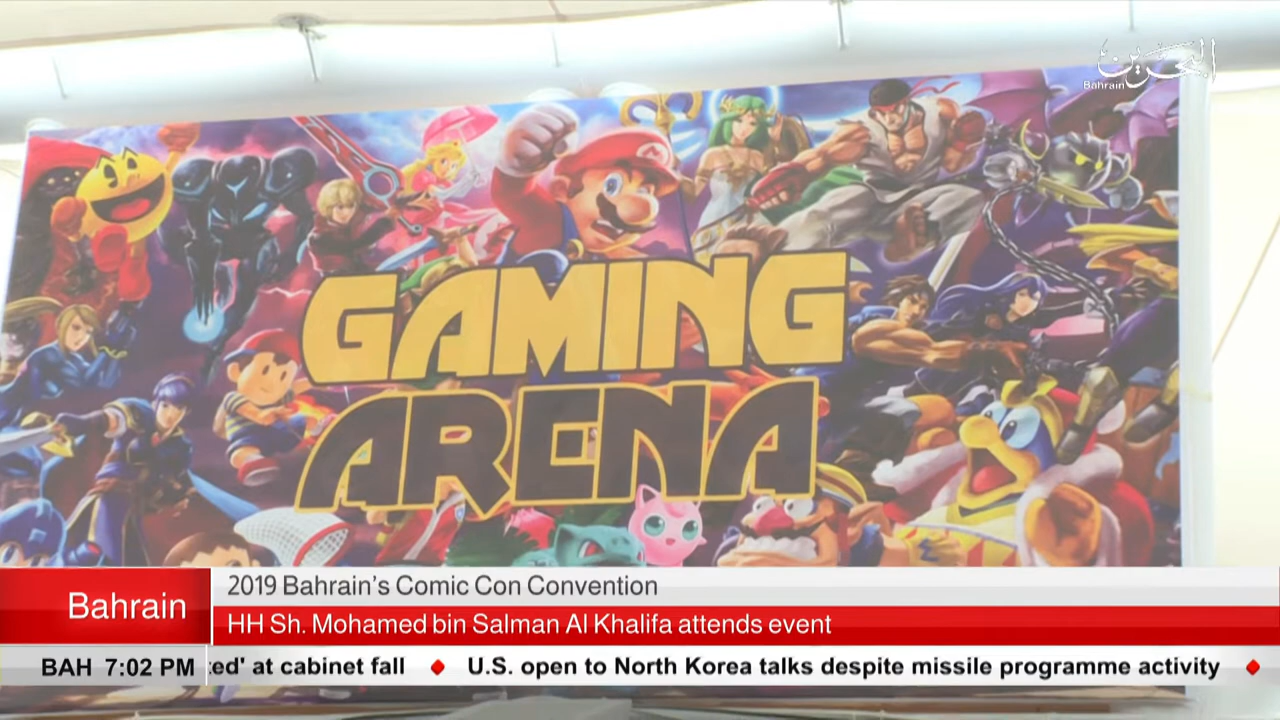 البحرين
Bahrain
GAMING
ARENA
2019 Bahrain's Comic Con Convention
Bahrain
HH Sh. Mohamed bin Salman Al Khalifa attends event
BAH 7:02 PM
ted' at cabinet fall ♦ U.S. open to North Korea talks despite missile programme activity ♦